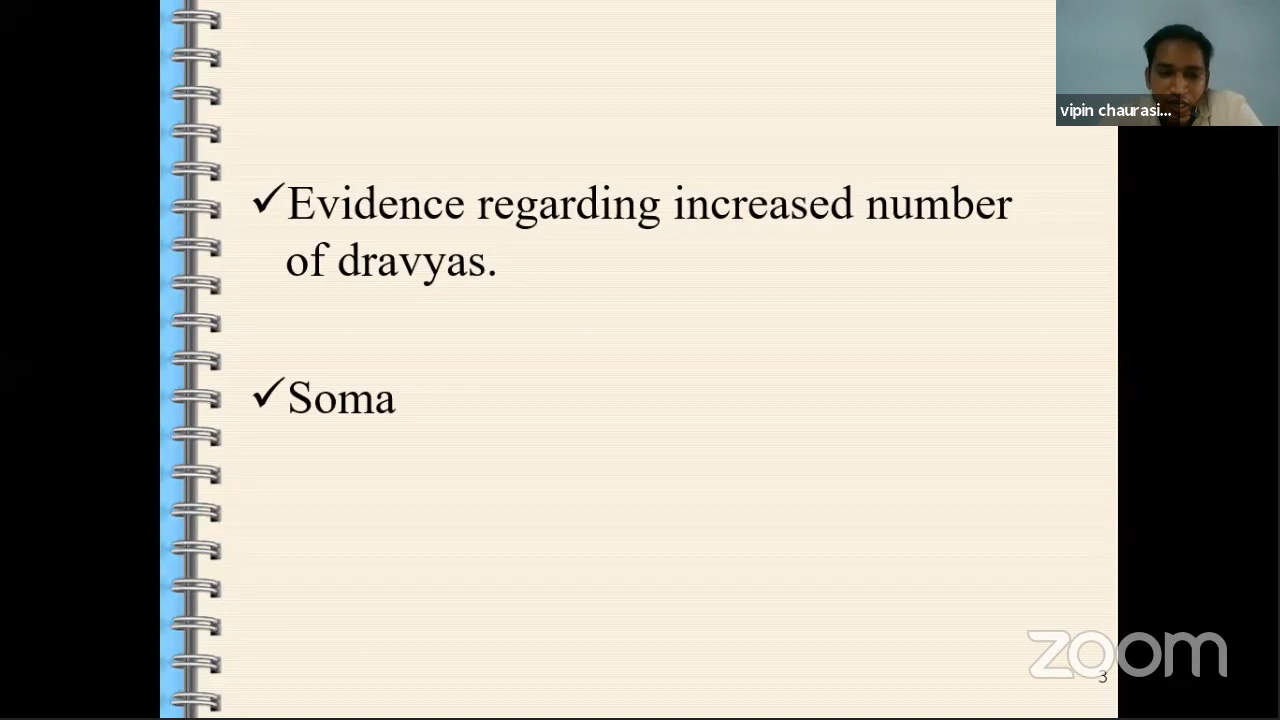 vipin chaurasi...
✓Evidence regarding increased number
of dravyas.
✓Soma
zoom
3